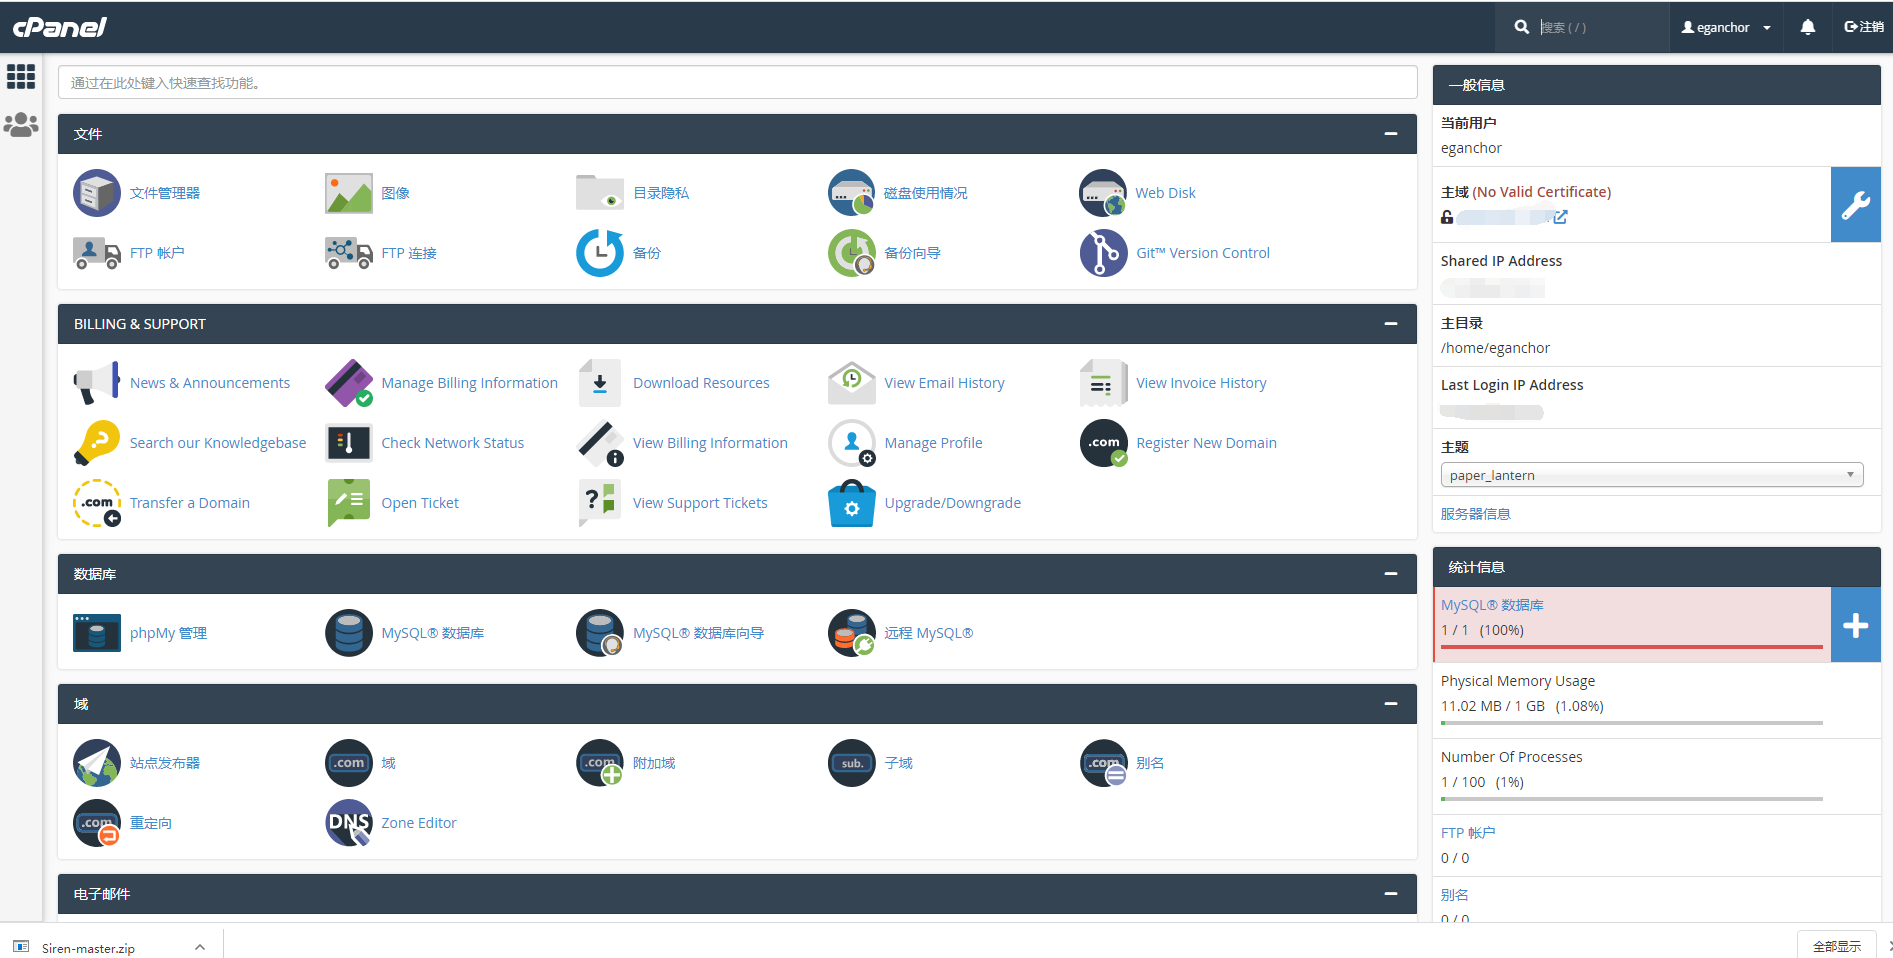 cPanel
搜索 ( / )
eganchor
注销
通过在此处键入快速查找功能。
文件
文件管理器
图像
目录隐私
磁盘使用情况
Web Disk
FTP 帐户
FTP 连接
备份
备份向导
Git™ Version Control
BILLING & SUPPORT
News & Announcements
Manage Billing Information
Download Resources
View Email History
View Invoice History
Search our Knowledgebase
Check Network Status
View Billing Information
Manage Profile
.com
Register New Domain
.com
Transfer a Domain
Open Ticket
View Support Tickets
Upgrade/Downgrade
数据库
phpMy 管理
MySQL® 数据库
MySQL® 数据库向导
远程 MySQL®
域
站点发布器
.com
域
.com
附加域
sub.
子域
.com
别名
.com
重定向
DNS
Zone Editor
电子邮件
一般信息
当前用户
eganchor
主域 (No Valid Certificate)
Shared IP Address
主目录
/home/eganchor
Last Login IP Address
主题
paper_lantern
服务器信息
统计信息
MySQL® 数据库
1 / 1 (100%)
Physical Memory Usage
11.02 MB / 1 GB (1.08%)
Number Of Processes
1 / 100 (1%)
FTP 帐户
0 / 0
别名
0 / 0
Siren-master.zip
全部显示